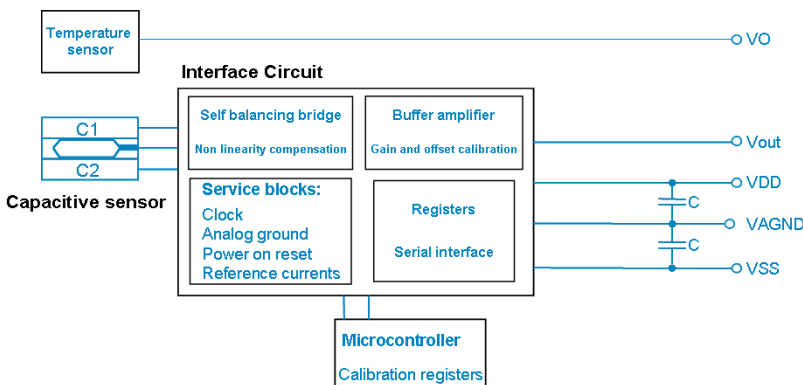 Temperature
sensor
VO
Interface Circuit
Self balancing bridge
Non linearity compensation
Buffer amplifier
Gain and offset calibration
C1
C2
Capacitive sensor
Vout
Service blocks:
Clock
Analog ground
Power on reset
Reference currents
Registers
Serial interface
VDD
C
VAGND
C
VSS
Microcontroller
Calibration registers